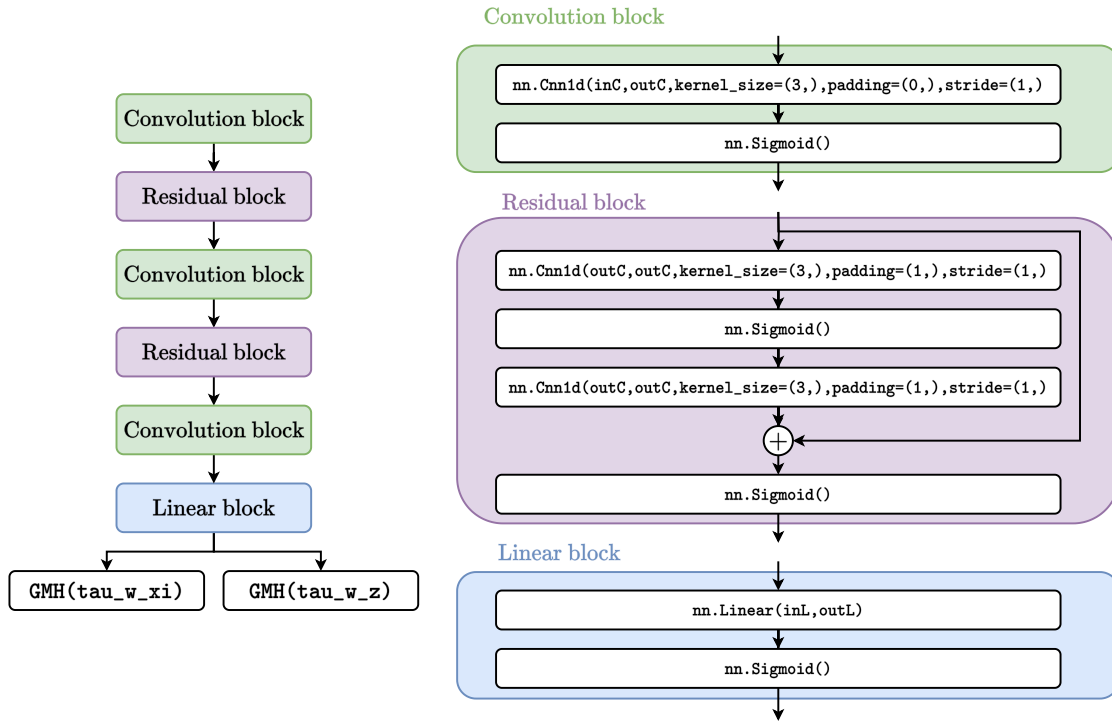 Convolution block
Residual block
Convolution block
Residual block
Convolution block
Linear block
GMH(tau_w_xi)
GMH(tau_w_z)
Convolution block
nn.Cnn1d(inC,outC,kernel_size=(3,),padding=(0,),stride=(1,)
nn.Sigmoid()
Residual block
nn.Cnn1d(outC,outC,kernel_size=(3,),padding=(1,),stride=(1,)
nn.Sigmoid()
nn.Cnn1d(outC,outC,kernel_size=(3,),padding=(1,),stride=(1,)
+
nn.Sigmoid()
Linear block
nn.Linear(inL,outL)
nn.Sigmoid()